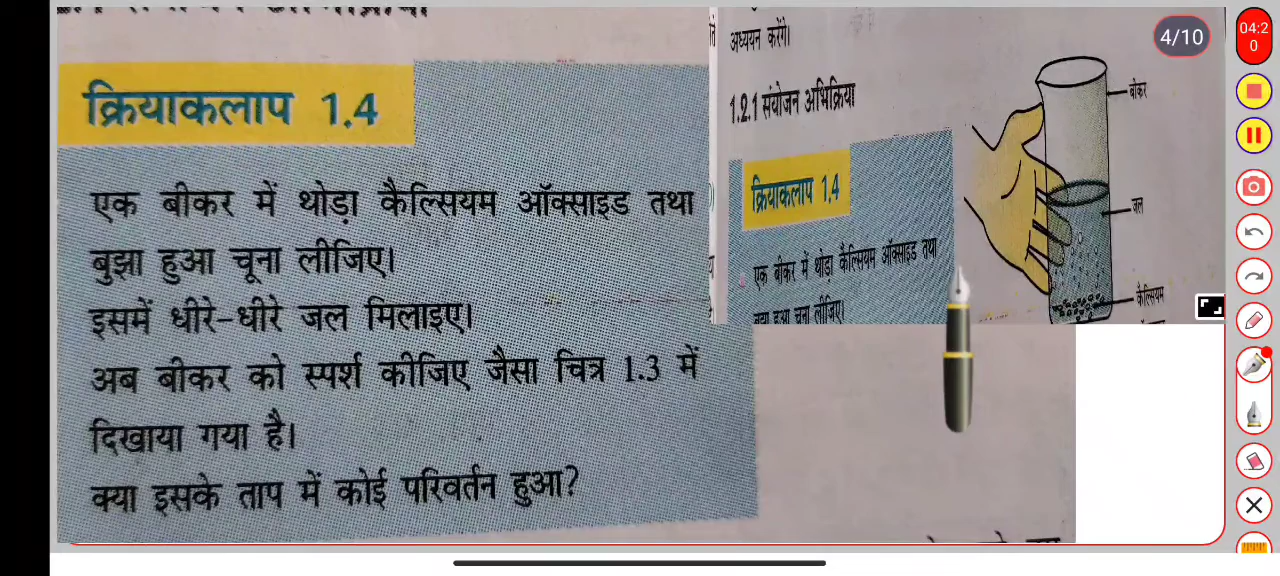 क्रियाकलाप 1.4
एक बीकर में थोड़ा कैल्सियम ऑक्साइड तथा
बुझा हुआ चूना लीजिए।
इसमें धीरे-धीरे जल मिलाइए।
अब बीकर को स्पर्श कीजिए जैसा चित्र 1.3 में
दिखाया गया है।
क्या इसके ताप में कोई परिवर्तन हुआ?
अध्ययन करेंगे।
1.2.1 संयोजन अभिक्रिया
क्रियाकलाप 1.4
एक बीकर में थोड़ा कैल्सियम ऑक्साइड तथा
बुझा हुआ चूना लीजिए।
बीकर
जल
कैल्सियम
4/10
04:2
0